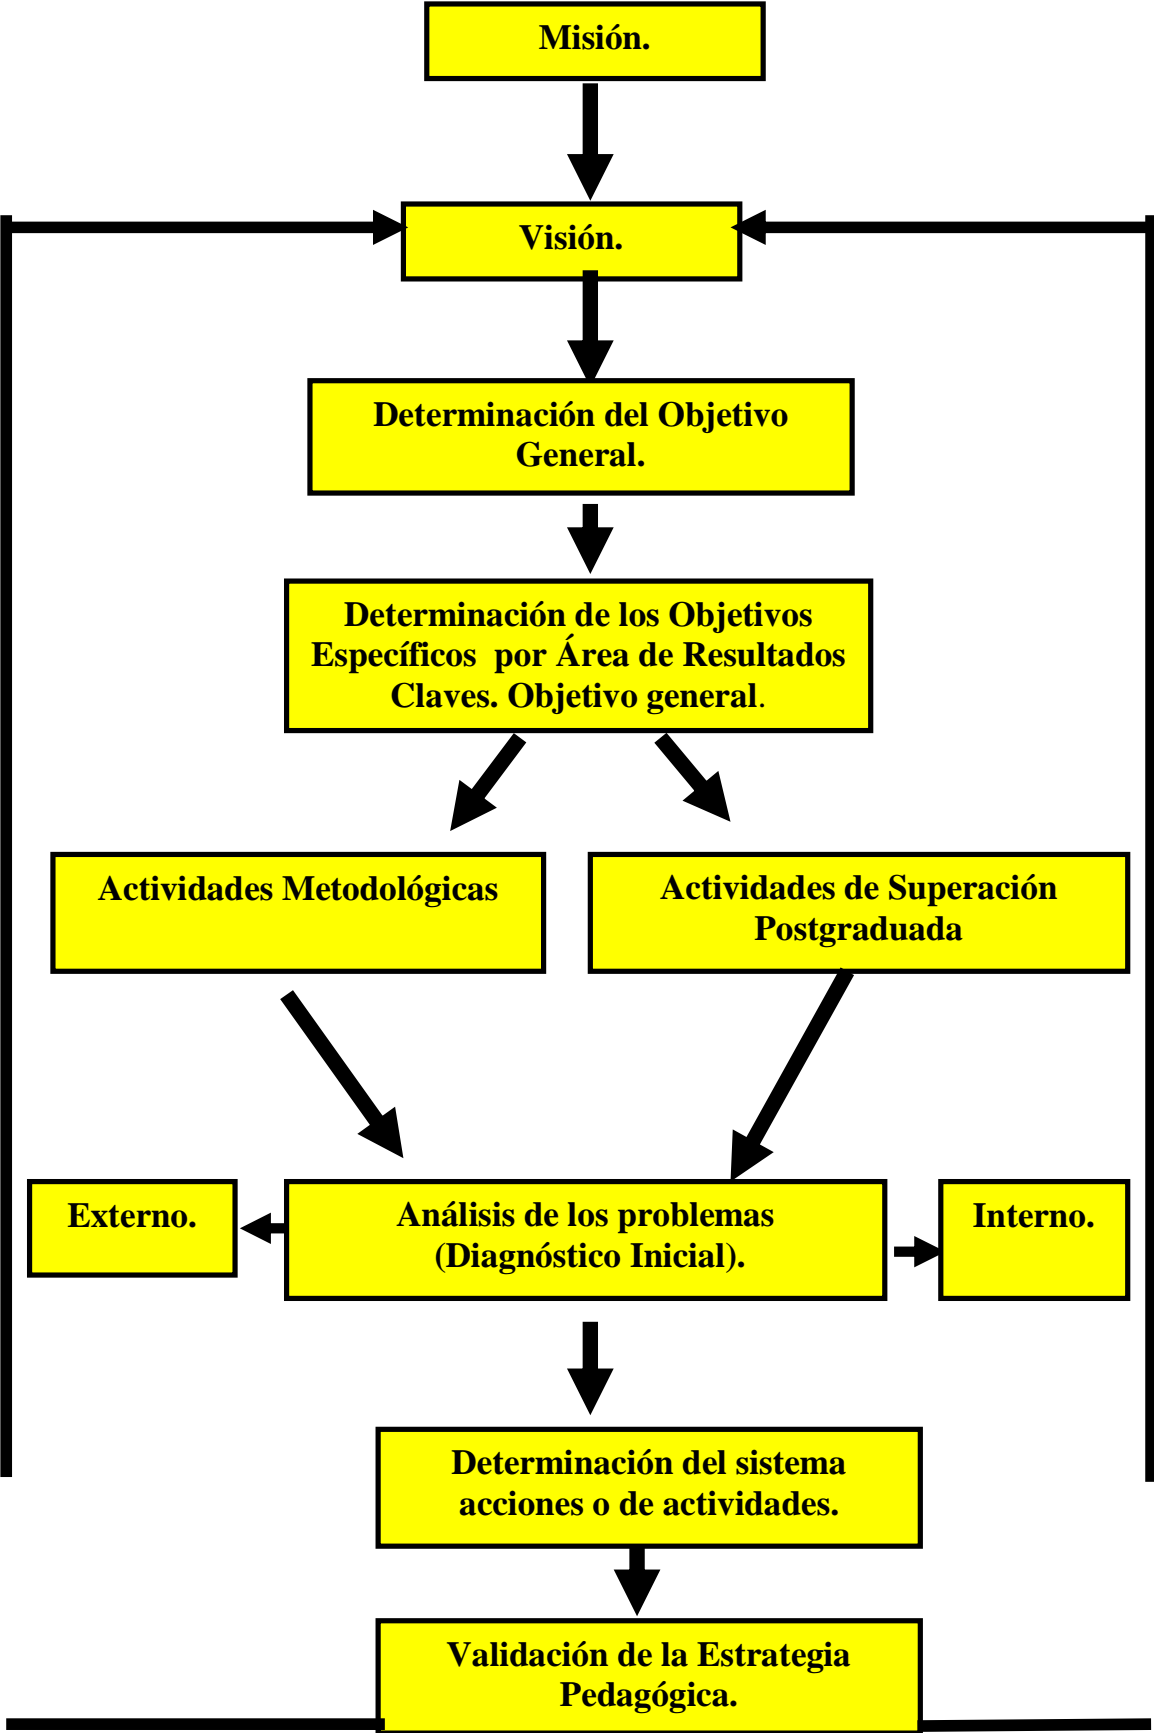 Misión.
Visión.
Determinación del Objetivo
General.
Determinación de los Objetivos
Específicos  por Área de Resultados
Claves. Objetivo general.
Actividades Metodológicas
Actividades de Superación
Postgraduada
Externo.
Análisis de los problemas
(Diagnóstico Inicial).
Interno.
Determinación del sistema
acciones o de actividades.
Validación de la Estrategia
Pedagógica.